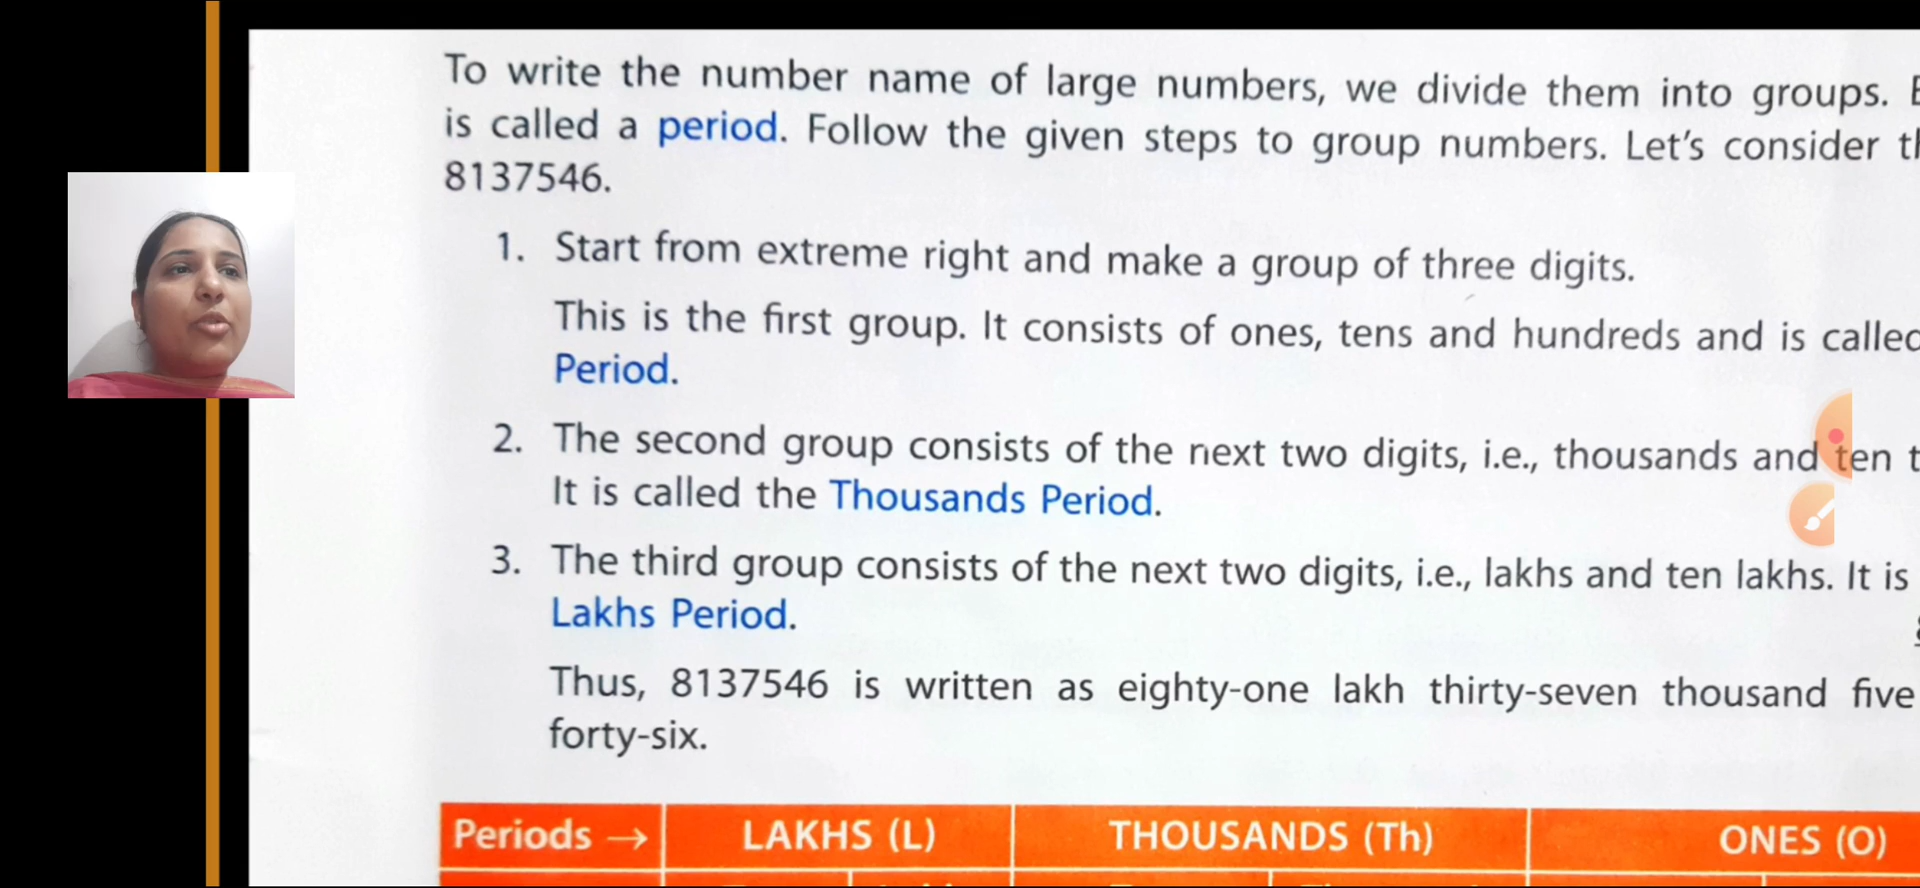 To write the number name of large numbers, we divide them into groups.
is called a period. Follow the given steps to group numbers. Let's consider
8137546.
1. Start from extreme right and make a group of three digits.
This is the first group. It consists of ones, tens and hundreds and is called
Period.
2. The second group consists of the next two digits, i.e., thousands and ten
It is called the Thousands Period.
3. The third group consists of the next two digits, i.e., lakhs and ten lakhs. It is
Lakhs Period.
Thus, 8137546 is written as eighty-one lakh thirty-seven thousand five
forty-six.
Periods → LAKHS (L) THOUSANDS (Th) ONES (O)